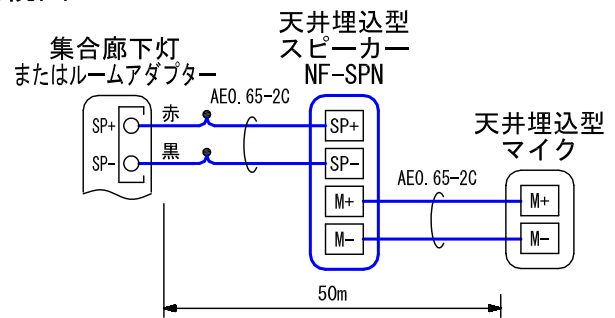 天井埋込型
スピーカー
NF-SPN
集合廊下灯
またはルームアダプター
AE0.65-2C
赤
SP+
SP+
黒
SP-
SP-
天井埋込型
マイク
AE0.65-2C
M+
M+
M-
M-
50m